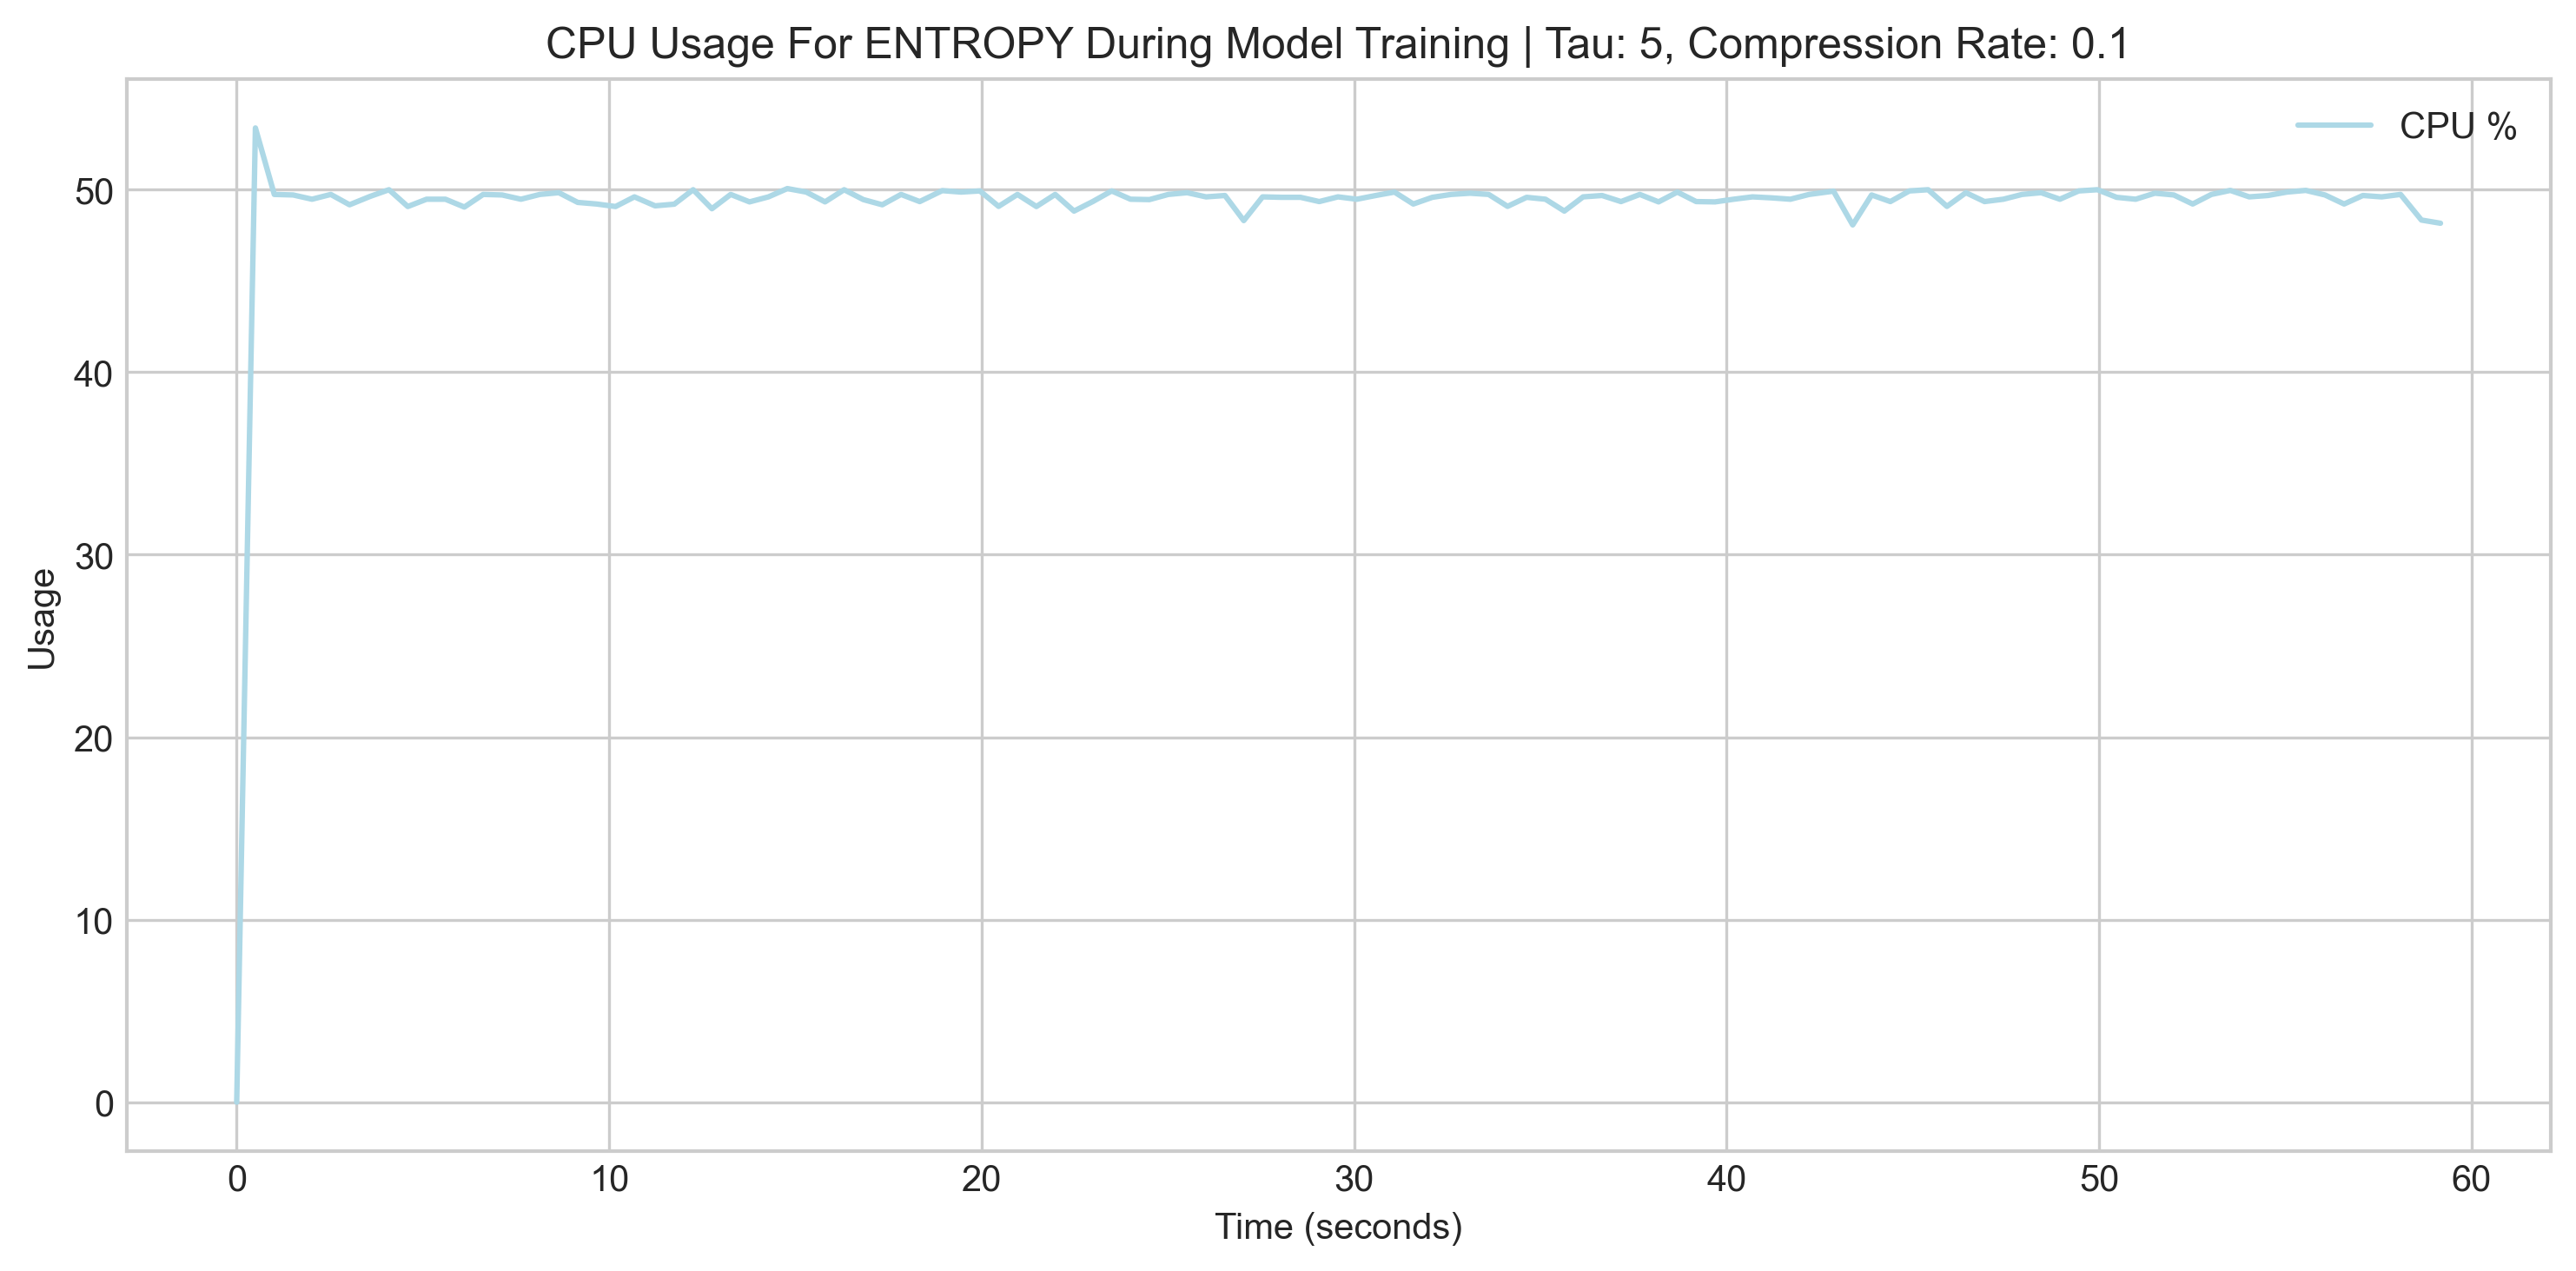 CPU Usage For ENTROPY During Model Training | Tau: 5, Compression Rate: 0.1
CPU %
50
40
30
20
10
0
Usage
0 10 20 30 40 50 60
Time (seconds)